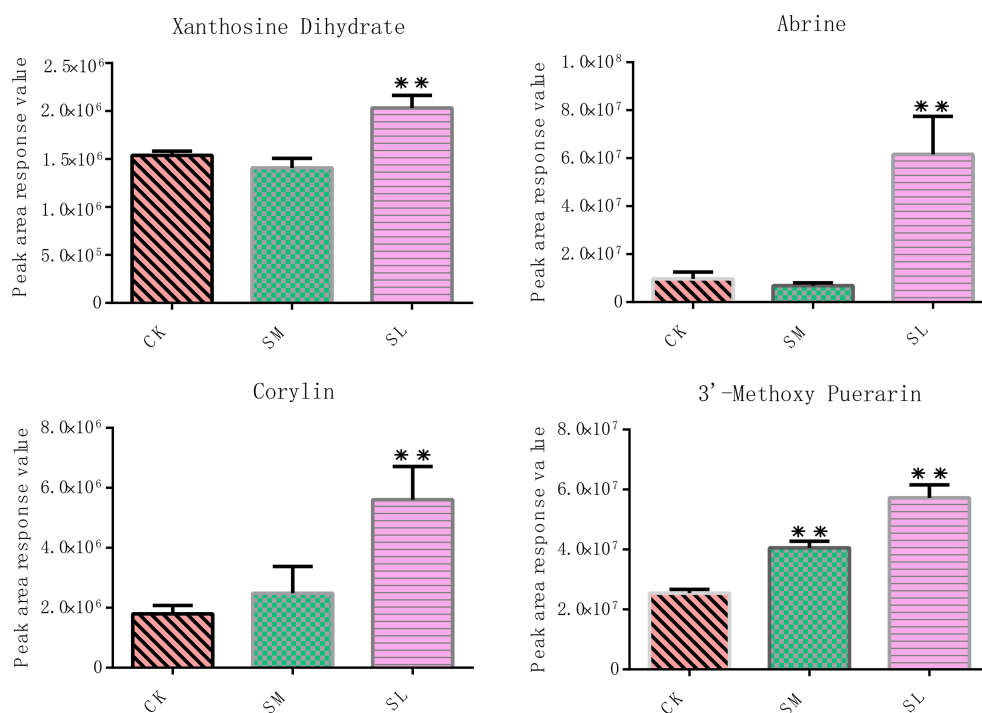 Xanthosine Dihydrate
Peak area response value
2.5×10⁶
2.0×10⁶
1.5×10⁶
1.0×10⁶
5.0×10⁵
0
**
CK
SM
SL
Abrine
Peak area response value
1.0×10⁸
8.0×10⁷
6.0×10⁷
4.0×10⁷
2.0×10⁷
0
**
CK
SM
SL
Corylin
Peak area response value
8.0×10⁶
6.0×10⁶
4.0×10⁶
2.0×10⁶
0
**
CK
SM
SL
3'-Methoxy Puerarin
Peak area response value
8.0×10⁷
6.0×10⁷
4.0×10⁷
2.0×10⁷
0
**
**
CK
SM
SL